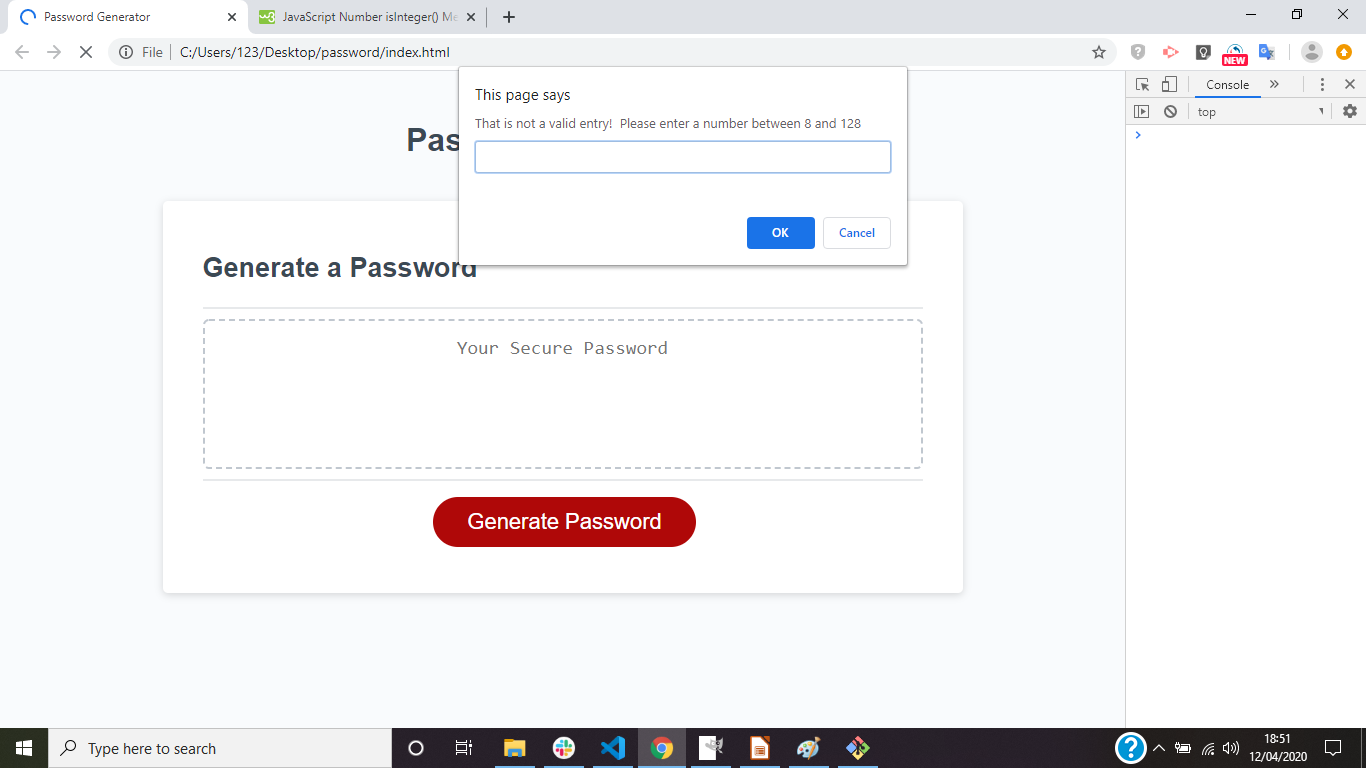 Password Generator
JavaScript Number isInteger() Me
File
C:/Users/123/Desktop/password/index.html
NEW
This page says
That is not a valid entry!  Please enter a number between 8 and 128
OK
Cancel
Console
top
Pas
Generate a Password
Your Secure Password
Generate Password
Type here to search
18:51
12/04/2020